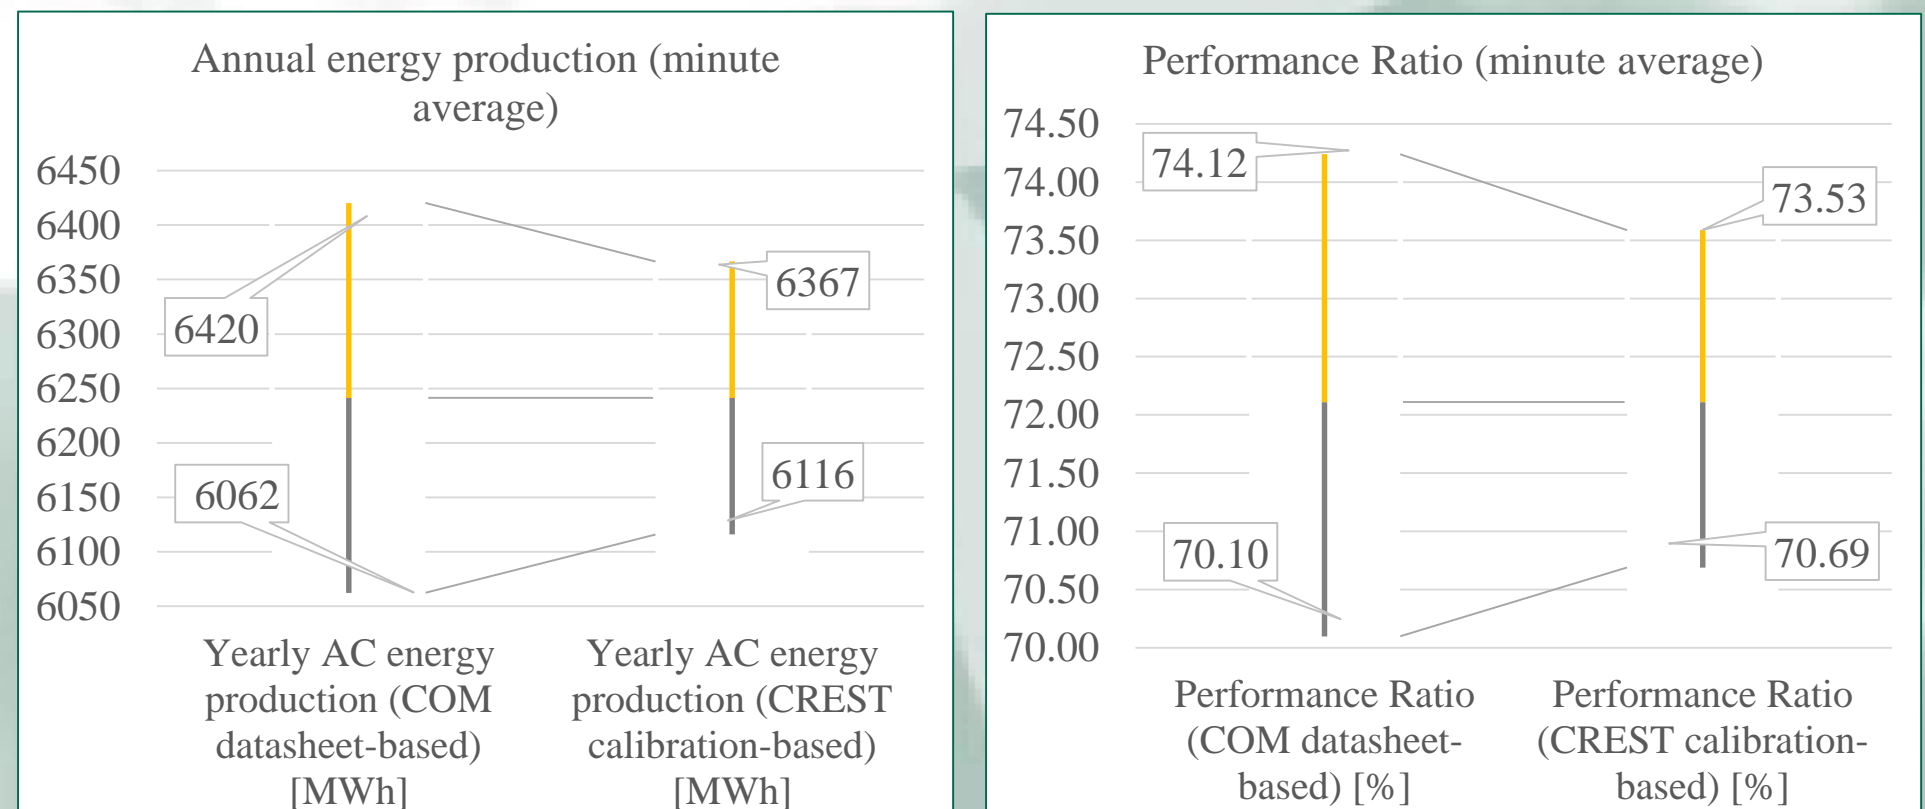 Annual energy production (minute
average)
6450
6400
6350
6300
6250
6200
6150
6100
6050
6420
6062
6367
6116
Yearly AC energy
production (COM
datasheet-based)
[MWh]
Yearly AC energy
production (CREST
calibration-based)
[MWh]
Performance Ratio (minute average)
74.50
74.00
73.50
73.00
72.50
72.00
71.50
71.00
70.50
70.00
74.12
70.10
73.53
70.69
Performance Ratio
(COM datasheet-
based) [%]
Performance Ratio
(CREST calibration-
based) [%]